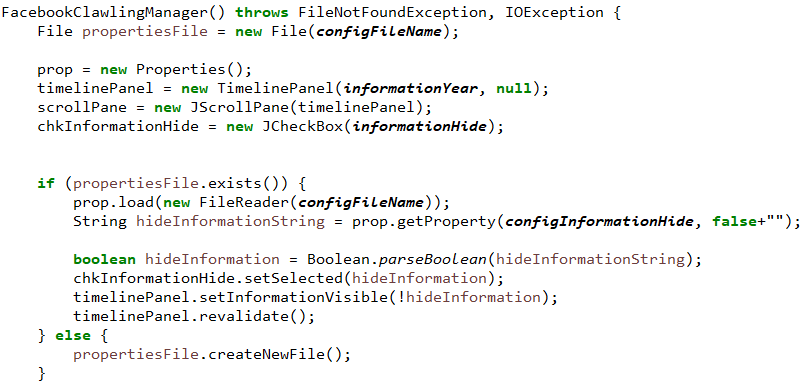 FacebookClawlingManager() throws FileNotFoundException, IOException {
    File propertiesFile = new File(configFileName);

    prop = new Properties();
    timelinePanel = new TimelinePanel(informationYear, null);
    scrollPane = new JScrollPane(timelinePanel);
    chkInformationHide = new JCheckBox(informationHide);


    if (propertiesFile.exists()) {
        prop.load(new FileReader(configFileName));
        String hideInformationString = prop.getProperty(configInformationHide, false+"");

        boolean hideInformation = Boolean.parseBoolean(hideInformationString);
        chkInformationHide.setSelected(hideInformation);
        timelinePanel.setInformationVisible(!hideInformation);
        timelinePanel.revalidate();
    } else {
        propertiesFile.createNewFile();
    }